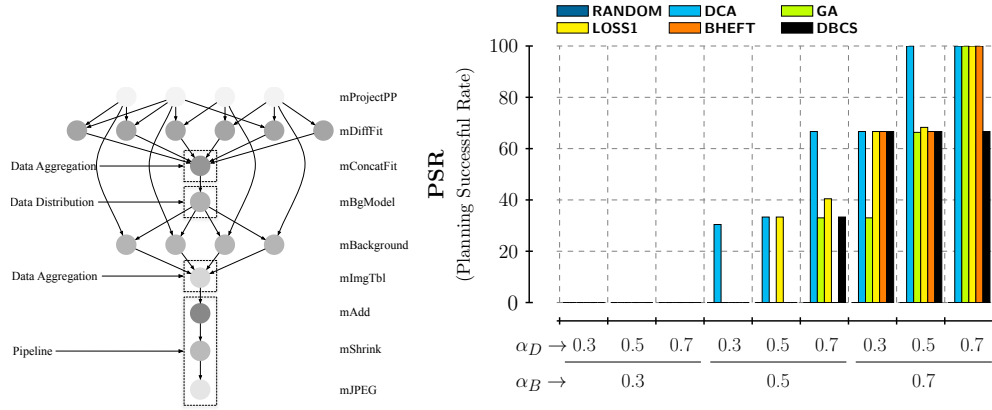 mProjectPP
mDiffFit
Data Aggregation
mConcatFit
Data Distribution
mBgModel
mBackground
Data Aggregation
mImgTbl
mAdd
Pipeline
mShrink
mJPEG
RANDOM DCA GA
LOSS1 BHEFT DBCS
PSR
(Planning Successful Rate)
100
80
60
40
20
0
α_D → 0.3 0.5 0.7 0.3 0.5 0.7 0.3 0.5 0.7
α_B → 0.3 0.5 0.7